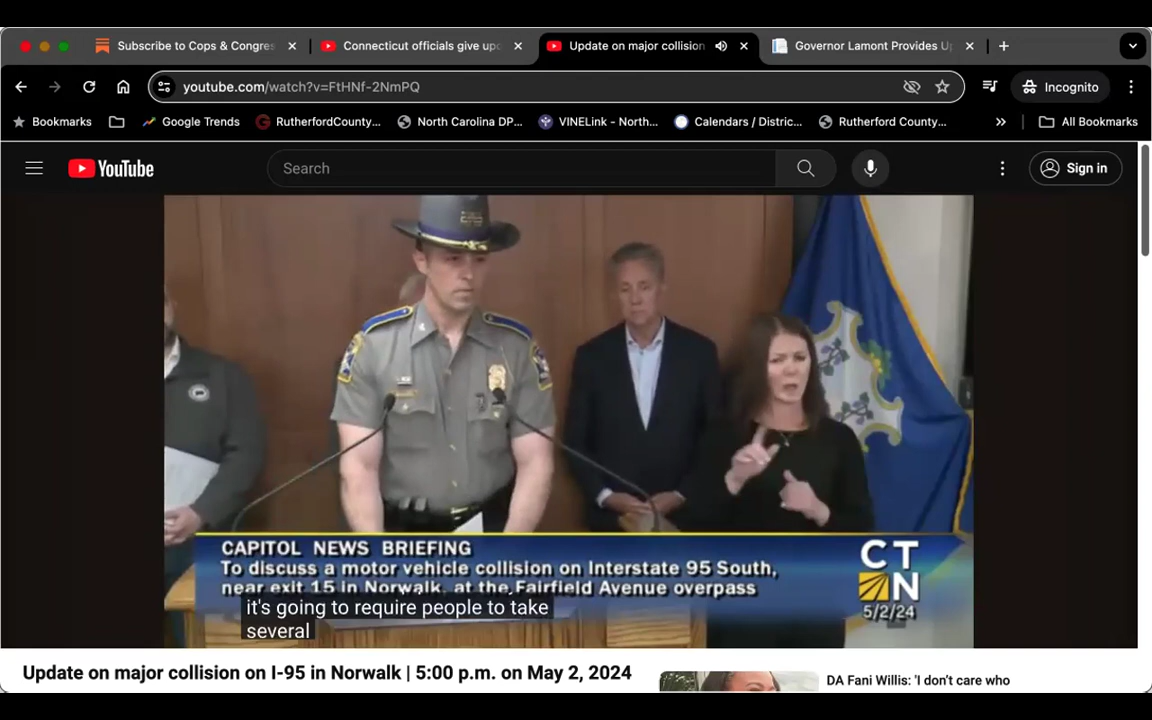 Subscribe to Cops & Congres
Connecticut officials give upd
Update on major collision
Governor Lamont Provides Up
youtube.com/watch?v=FtHNf-2NmPQ
Incognito
Bookmarks
Google Trends
RutherfordCounty...
North Carolina DP...
VINELink - North...
Calendars / Distric...
Rutherford County...
All Bookmarks
YouTube
Search
Sign in
CAPITOL NEWS BRIEFING
To discuss a motor vehicle collision on Interstate 95 South,
near exit 15 in Norwalk, at the Fairfield Avenue overpass
CT
N
5/2/24
it's going to require people to take
several
Update on major collision on I-95 in Norwalk | 5:00 p.m. on May 2, 2024
DA Fani Willis: 'I don't care who